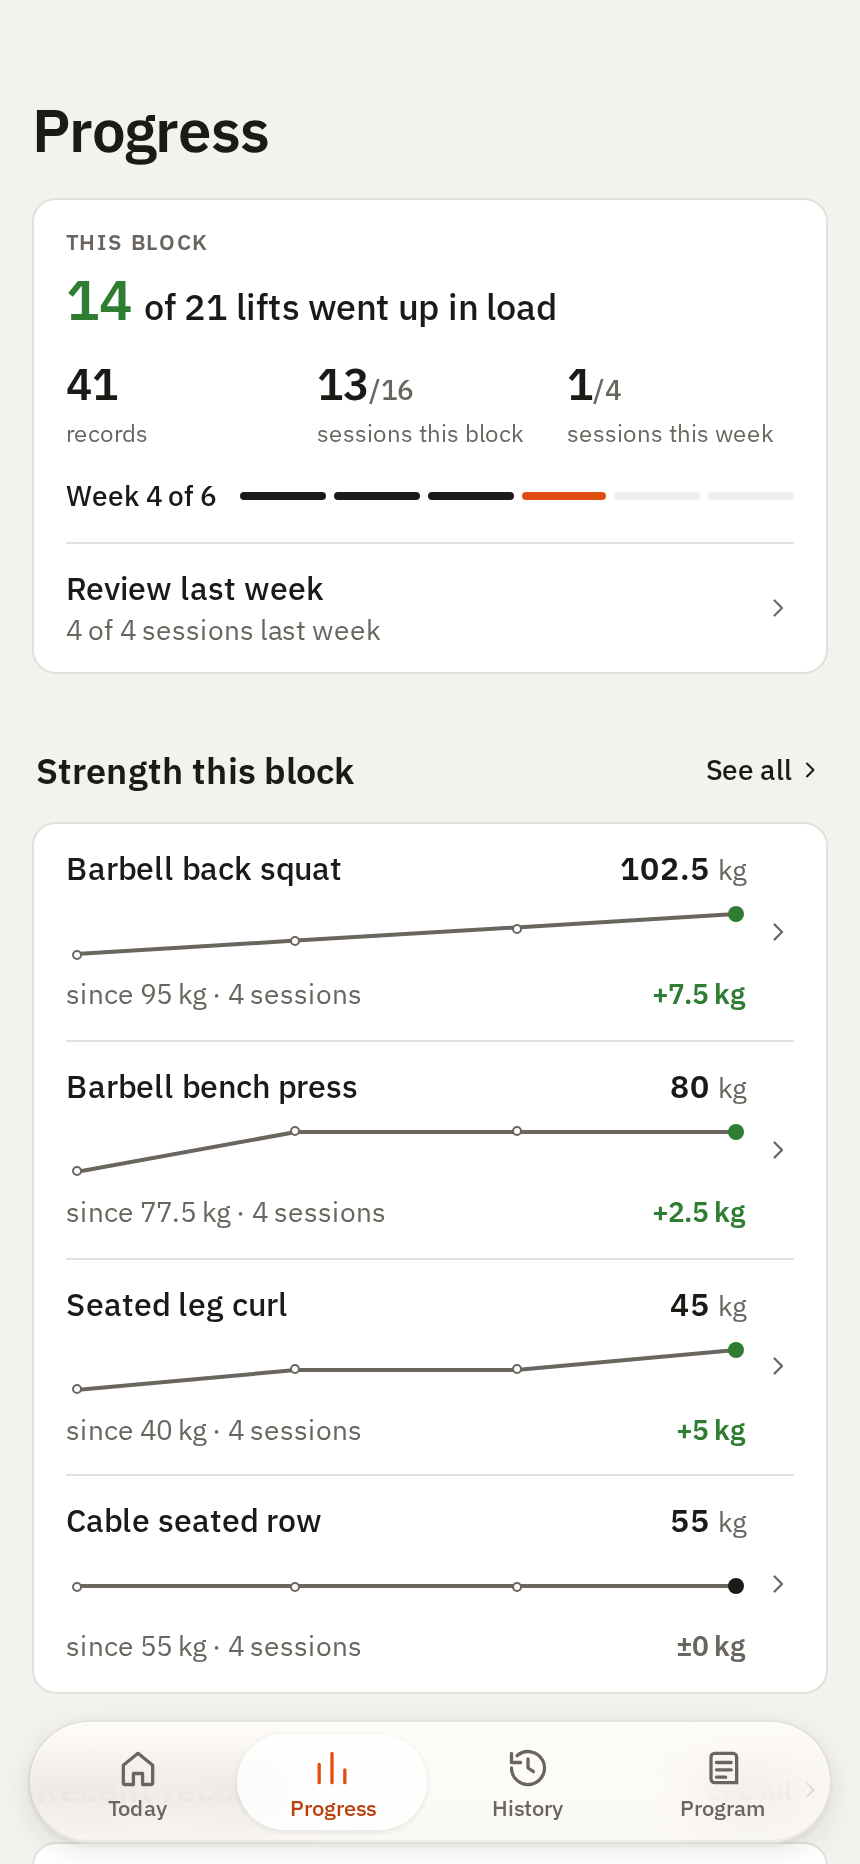 Progress
THIS BLOCK
14 of 21 lifts went up in load
41 13/16 1/4
records sessions this block sessions this week
Week 4 of 6
Review last week
4 of 4 sessions last week
Strength this block See all
Barbell back squat 102.5 kg
since 95 kg · 4 sessions +7.5 kg
Barbell bench press 80 kg
since 77.5 kg · 4 sessions +2.5 kg
Seated leg curl 45 kg
since 40 kg · 4 sessions +5 kg
Cable seated row 55 kg
since 55 kg · 4 sessions ±0 kg
Recent records See all
Today Progress History Program